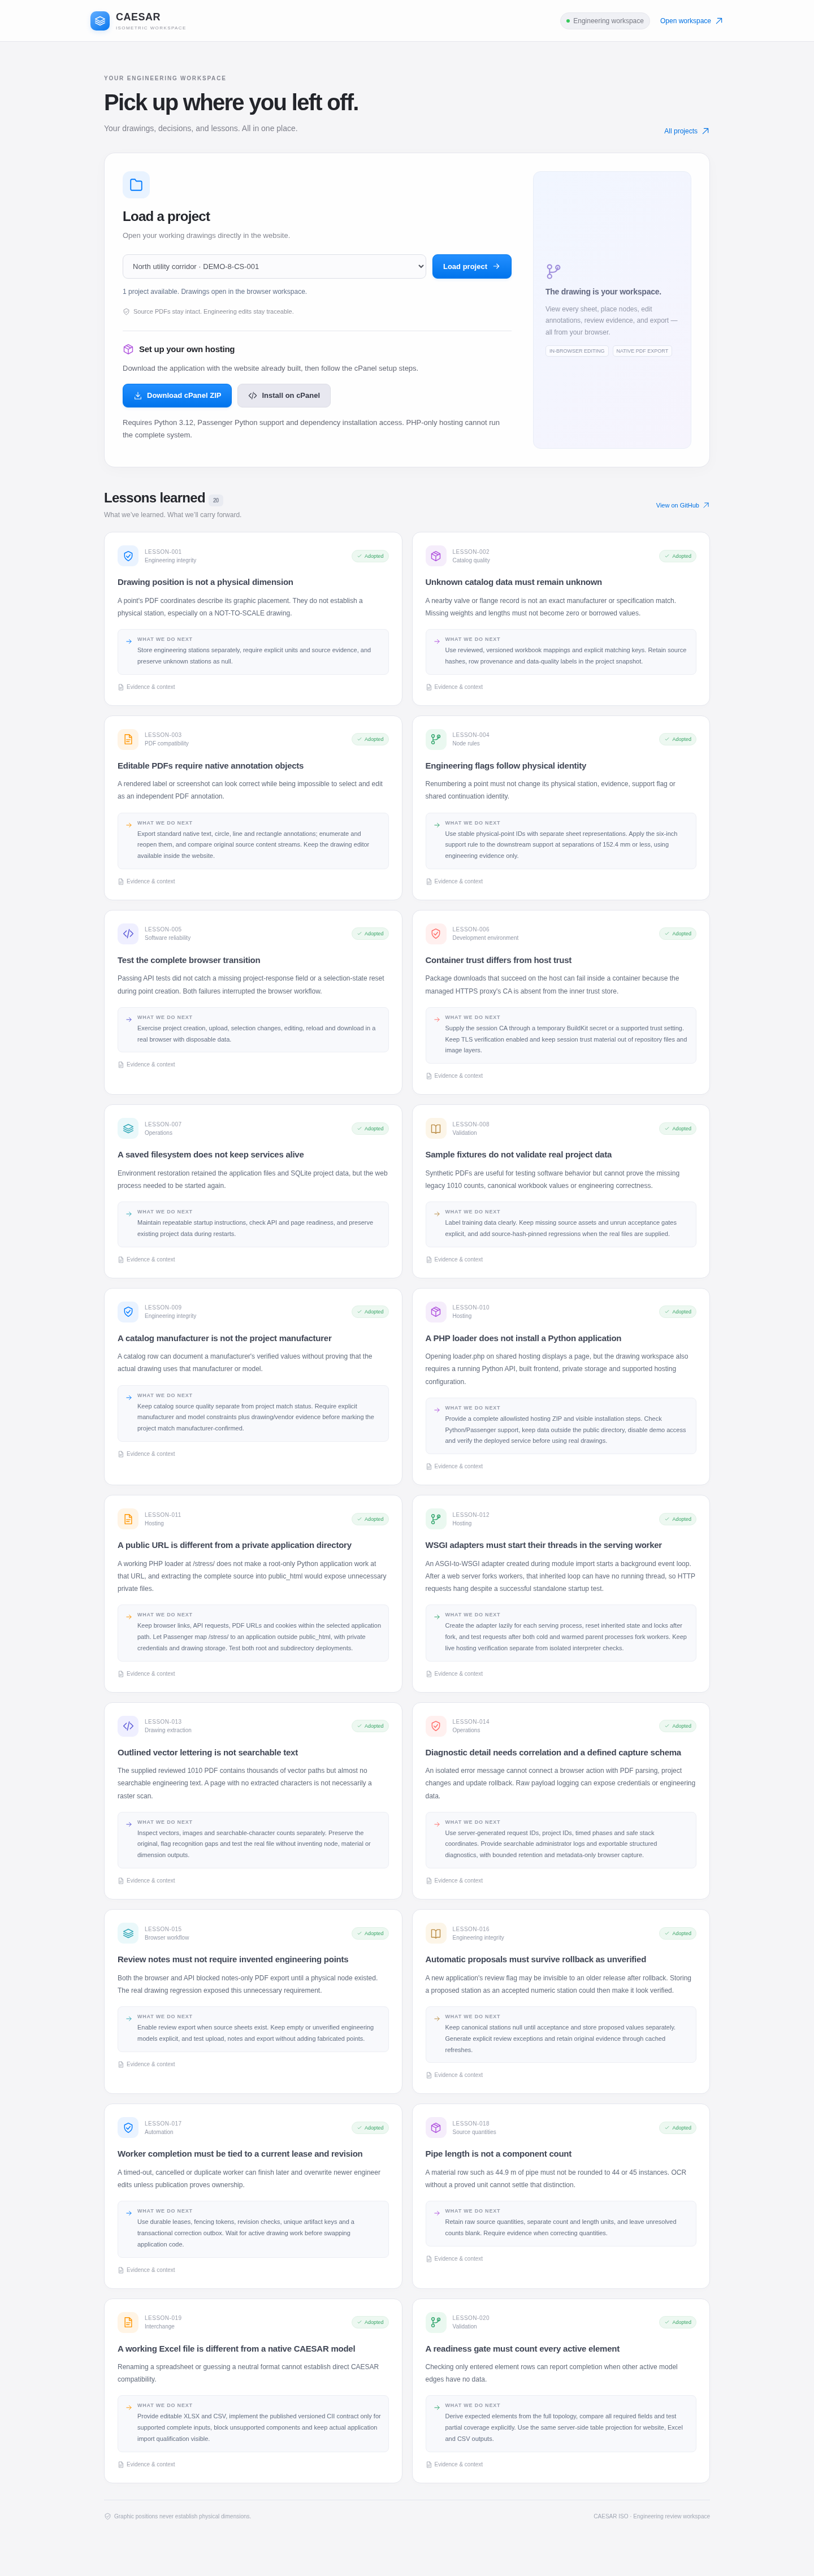 CAESAR
ISOMETRIC WORKSPACE
Engineering workspace
Open workspace
YOUR ENGINEERING WORKSPACE
Pick up where you left off.
Your drawings, decisions, and lessons. All in one place.
All projects
Load a project
Open your working drawings directly in the website.
North utility corridor · DEMO-8-CS-001
Load project
1 project available. Drawings open in the browser workspace.
Source PDFs stay intact. Engineering edits stay traceable.
Set up your own hosting
Download the application with the website already built, then follow the cPanel setup steps.
Download cPanel ZIP
Install on cPanel
Requires Python 3.12, Passenger Python support and dependency installation access. PHP-only hosting cannot run
the complete system.
The drawing is your workspace.
View every sheet, place nodes, edit
annotations, review evidence, and export —
all from your browser.
IN-BROWSER EDITING
NATIVE PDF EXPORT
Lessons learned 20
What we've learned. What we'll carry forward.
View on GitHub
LESSON-001
Engineering integrity
Adopted
Drawing position is not a physical dimension
A point's PDF coordinates describe its graphic placement. They do not establish a
physical station, especially on a NOT-TO-SCALE drawing.
WHAT WE DO NEXT
Store engineering stations separately, require explicit units and source evidence, and
preserve unknown stations as null.
Evidence & context
LESSON-002
Catalog quality
Adopted
Unknown catalog data must remain unknown
A nearby valve or flange record is not an exact manufacturer or specification match.
Missing weights and lengths must not become zero or borrowed values.
WHAT WE DO NEXT
Use reviewed, versioned workbook mappings and explicit matching keys. Retain source
hashes, row provenance and data-quality labels in the project snapshot.
Evidence & context
LESSON-003
PDF compatibility
Adopted
Editable PDFs require native annotation objects
A rendered label or screenshot can look correct while being impossible to select and edit
as an independent PDF annotation.
WHAT WE DO NEXT
Export standard native text, circle, line and rectangle annotations; enumerate and
reopen them, and compare original source content streams. Keep the drawing editor
available inside the website.
Evidence & context
LESSON-004
Node rules
Adopted
Engineering flags follow physical identity
Renumbering a point must not change its physical station, evidence, support flag or
shared continuation identity.
WHAT WE DO NEXT
Use stable physical-point IDs with separate sheet representations. Apply the six-inch
support rule to the downstream support at separations of 152.4 mm or less, using
engineering evidence only.
Evidence & context
LESSON-005
Software reliability
Adopted
Test the complete browser transition
Passing API tests did not catch a missing project-response field or a selection-state reset
during point creation. Both failures interrupted the browser workflow.
WHAT WE DO NEXT
Exercise project creation, upload, selection changes, editing, reload and download in a
real browser with disposable data.
Evidence & context
LESSON-006
Development environment
Adopted
Container trust differs from host trust
Package downloads that succeed on the host can fail inside a container because the
managed HTTPS proxy's CA is absent from the inner trust store.
WHAT WE DO NEXT
Supply the session CA through a temporary BuildKit secret or a supported trust setting.
Keep TLS verification enabled and keep session trust material out of repository files and
image layers.
Evidence & context
LESSON-007
Operations
Adopted
A saved filesystem does not keep services alive
Environment restoration retained the application files and SQLite project data, but the web
process needed to be started again.
WHAT WE DO NEXT
Maintain repeatable startup instructions, check API and page readiness, and preserve
existing project data during restarts.
Evidence & context
LESSON-008
Validation
Adopted
Sample fixtures do not validate real project data
Synthetic PDFs are useful for testing software behavior but cannot prove the missing
legacy 1010 counts, canonical workbook values or engineering correctness.
WHAT WE DO NEXT
Label training data clearly. Keep missing source assets and unrun acceptance gates
explicit, and add source-hash-pinned regressions when the real files are supplied.
Evidence & context
LESSON-009
Engineering integrity
Adopted
A catalog manufacturer is not the project manufacturer
A catalog row can document a manufacturer's verified values without proving that the
actual drawing uses that manufacturer or model.
WHAT WE DO NEXT
Keep catalog source quality separate from project match status. Require explicit
manufacturer and model constraints plus drawing/vendor evidence before marking the
project match manufacturer-confirmed.
Evidence & context
LESSON-010
Hosting
Adopted
A PHP loader does not install a Python application
Opening loader.php on shared hosting displays a page, but the drawing workspace also
requires a running Python API, built frontend, private storage and supported hosting
configuration.
WHAT WE DO NEXT
Provide a complete allowlisted hosting ZIP and visible installation steps. Check
Python/Passenger support, keep data outside the public directory, disable demo access
and verify the deployed service before using real drawings.
Evidence & context
LESSON-011
Hosting
Adopted
A public URL is different from a private application directory
A working PHP loader at /stress/ does not make a root-only Python application work at
that URL, and extracting the complete source into public_html would expose unnecessary
private files.
WHAT WE DO NEXT
Keep browser links, API requests, PDF URLs and cookies within the selected application
path. Let Passenger map /stress/ to an application outside public_html, with private
credentials and drawing storage. Test both root and subdirectory deployments.
Evidence & context
LESSON-012
Hosting
Adopted
WSGI adapters must start their threads in the serving worker
An ASGI-to-WSGI adapter created during module import starts a background event loop.
After a web server forks workers, that inherited loop can have no running thread, so HTTP
requests hang despite a successful standalone startup test.
WHAT WE DO NEXT
Create the adapter lazily for each serving process, reset inherited state and locks after
fork, and test requests after both cold and warmed parent processes fork workers. Keep
live hosting verification separate from isolated interpreter checks.
Evidence & context
LESSON-013
Drawing extraction
Adopted
Outlined vector lettering is not searchable text
The supplied reviewed 1010 PDF contains thousands of vector paths but almost no
searchable engineering text. A page with no extracted characters is not necessarily a
raster scan.
WHAT WE DO NEXT
Inspect vectors, images and searchable-character counts separately. Preserve the
original, flag recognition gaps and test the real file without inventing node, material or
dimension outputs.
Evidence & context
LESSON-014
Operations
Adopted
Diagnostic detail needs correlation and a defined capture schema
An isolated error message cannot connect a browser action with PDF parsing, project
changes and update rollback. Raw payload logging can expose credentials or engineering
data.
WHAT WE DO NEXT
Use server-generated request IDs, project IDs, timed phases and safe stack
coordinates. Provide searchable administrator logs and exportable structured
diagnostics, with bounded retention and metadata-only browser capture.
Evidence & context
LESSON-015
Browser workflow
Adopted
Review notes must not require invented engineering points
Both the browser and API blocked notes-only PDF export until a physical node existed.
The real drawing regression exposed this unnecessary requirement.
WHAT WE DO NEXT
Enable review export when source sheets exist. Keep empty or unverified engineering
models explicit, and test upload, notes and export without adding fabricated points.
Evidence & context
LESSON-016
Engineering integrity
Adopted
Automatic proposals must survive rollback as unverified
A new application's review flag may be invisible to an older release after rollback. Storing
a proposed station as an accepted numeric station could then make it look verified.
WHAT WE DO NEXT
Keep canonical stations null until acceptance and store proposed values separately.
Generate explicit review exceptions and retain original evidence through cached
refreshes.
Evidence & context
LESSON-017
Automation
Adopted
Worker completion must be tied to a current lease and revision
A timed-out, cancelled or duplicate worker can finish later and overwrite newer engineer
edits unless publication proves ownership.
WHAT WE DO NEXT
Use durable leases, fencing tokens, revision checks, unique artifact keys and a
transactional correction outbox. Wait for active drawing work before swapping
application code.
Evidence & context
LESSON-018
Source quantities
Adopted
Pipe length is not a component count
A material row such as 44.9 m of pipe must not be rounded to 44 or 45 instances. OCR
without a proved unit cannot settle that distinction.
WHAT WE DO NEXT
Retain raw source quantities, separate count and length units, and leave unresolved
counts blank. Require evidence when correcting quantities.
Evidence & context
LESSON-019
Interchange
Adopted
A working Excel file is different from a native CAESAR model
Renaming a spreadsheet or guessing a neutral format cannot establish direct CAESAR
compatibility.
WHAT WE DO NEXT
Provide editable XLSX and CSV, implement the published versioned CII contract only for
supported complete inputs, block unsupported components and keep actual application
import qualification visible.
Evidence & context
LESSON-020
Validation
Adopted
A readiness gate must count every active element
Checking only entered element rows can report completion when other active model
edges have no data.
WHAT WE DO NEXT
Derive expected elements from the full topology, compare all required fields and test
partial coverage explicitly. Use the same server-side table projection for website, Excel
and CSV outputs.
Evidence & context
Graphic positions never establish physical dimensions.
CAESAR ISO · Engineering review workspace